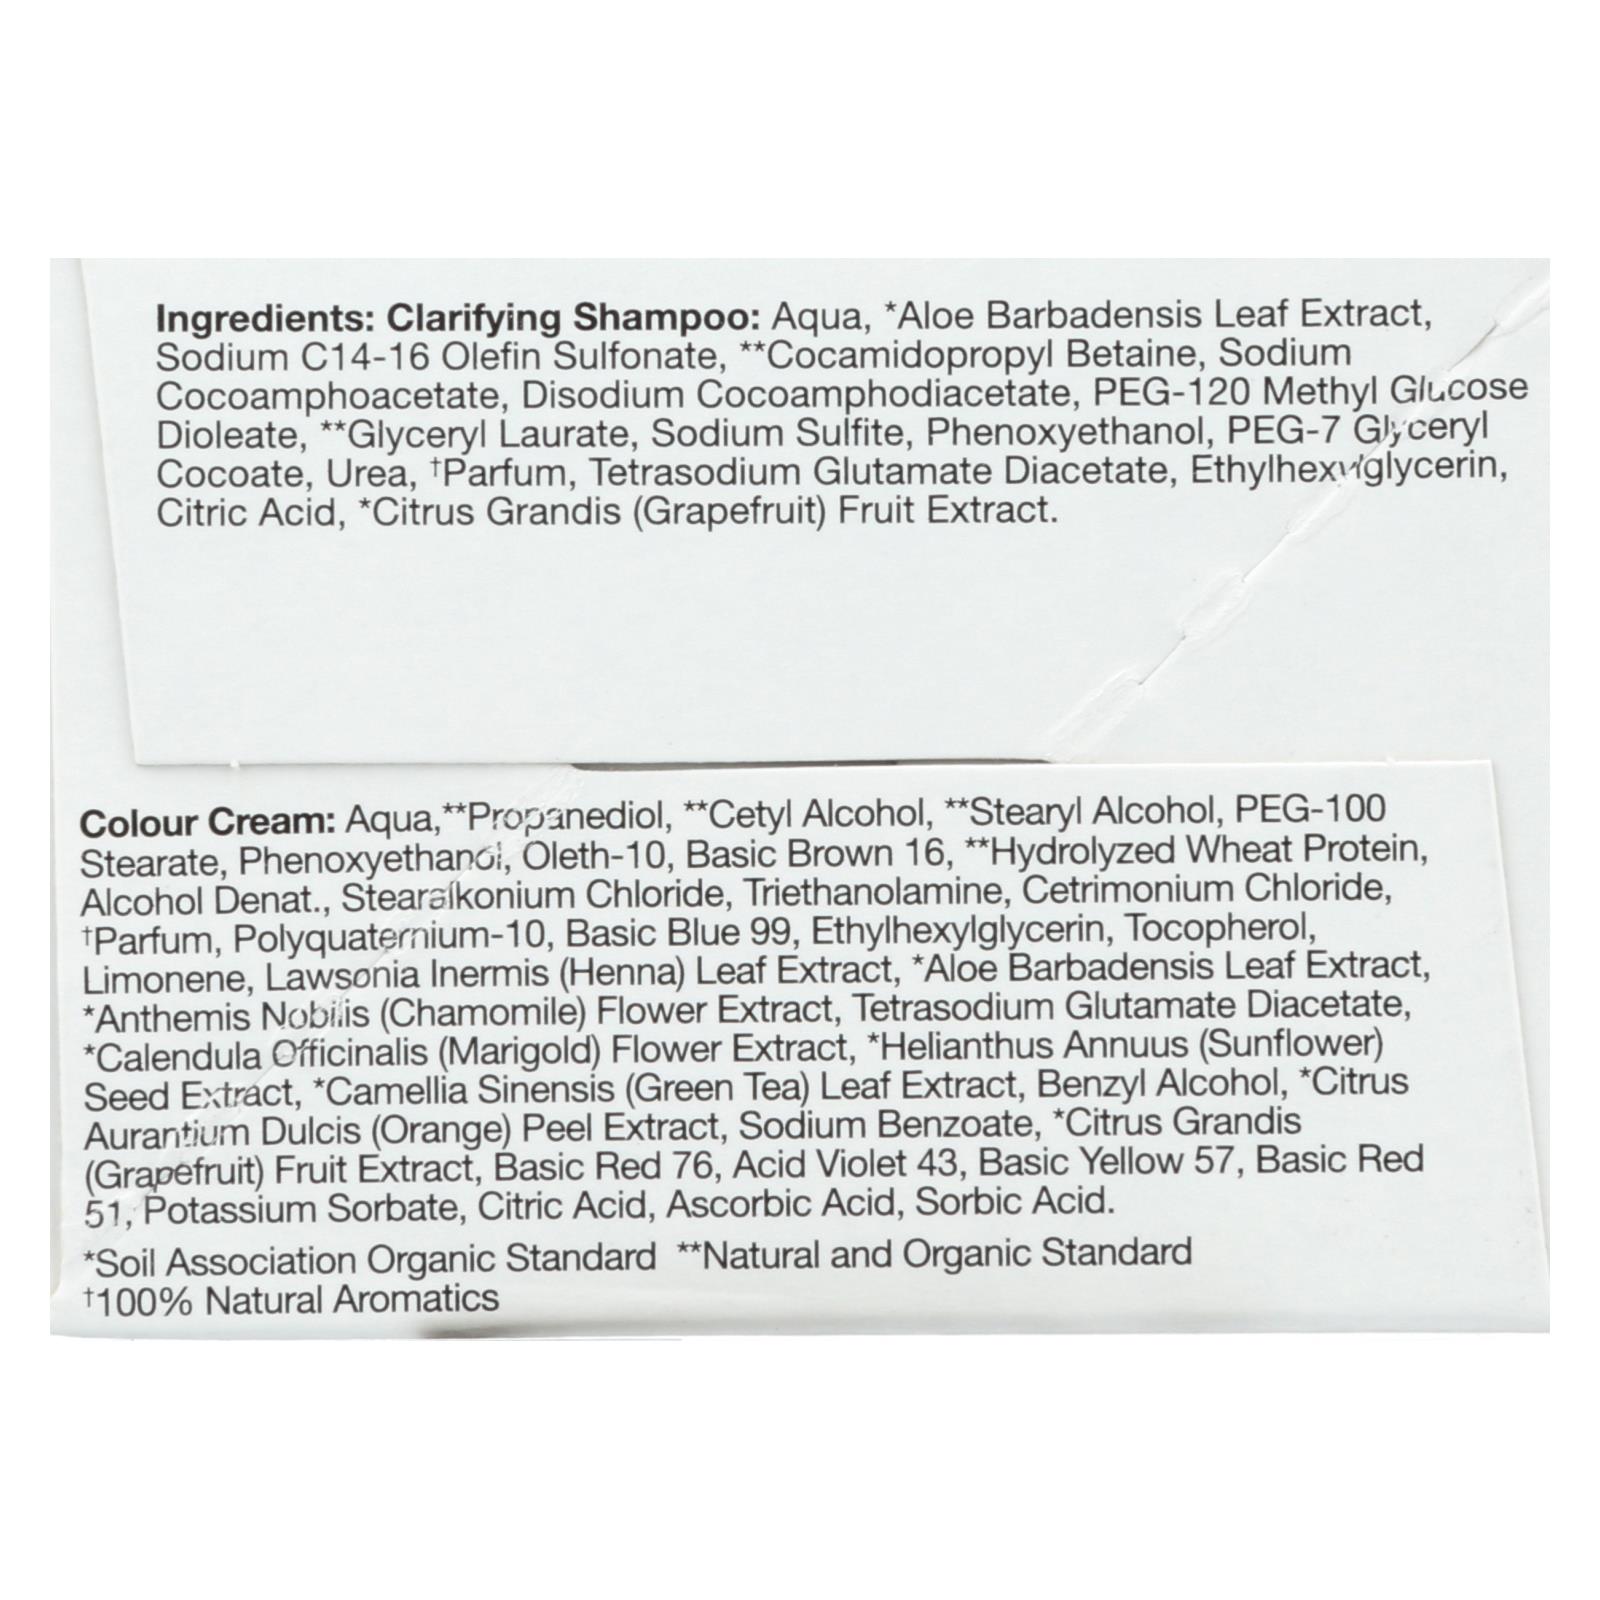 Ingredients: Clarifying Shampoo: Aqua, *Aloe Barbadensis Leaf Extract,
Sodium C14-16 Olefin Sulfonate, **Cocamidopropyl Betaine, Sodium
Cocoamphoacetate, Disodium Cocoamphodiacetate, PEG-120 Methyl Glucose
Dioleate, **Glyceryl Laurate, Sodium Sulfite, Phenoxyethanol, PEG-7 Glyceryl
Cocoate, Urea, †Parfum, Tetrasodium Glutamate Diacetate, Ethylhexylglycerin,
Citric Acid, *Citrus Grandis (Grapefruit) Fruit Extract.
Colour Cream: Aqua,**Propanediol, **Cetyl Alcohol, **Stearyl Alcohol, PEG-100
Stearate, Phenoxyethanol, Oleth-10, Basic Brown 16, **Hydrolyzed Wheat Protein,
Alcohol Denat., Stearalkonium Chloride, Triethanolamine, Cetrimonium Chloride,
†Parfum, Polyquaternium-10, Basic Blue 99, Ethylhexylglycerin, Tocopherol,
Limonene, Lawsonia Inermis (Henna) Leaf Extract, *Aloe Barbadensis Leaf Extract,
*Anthemis Nobilis (Chamomile) Flower Extract, Tetrasodium Glutamate Diacetate,
*Calendula Officinalis (Marigold) Flower Extract, *Helianthus Annuus (Sunflower)
Seed Extract, *Camellia Sinensis (Green Tea) Leaf Extract, Benzyl Alcohol, *Citrus
Aurantium Dulcis (Orange) Peel Extract, Sodium Benzoate, *Citrus Grandis
(Grapefruit) Fruit Extract, Basic Red 76, Acid Violet 43, Basic Yellow 57, Basic Red
51, Potassium Sorbate, Citric Acid, Ascorbic Acid, Sorbic Acid.
*Soil Association Organic Standard **Natural and Organic Standard
†100% Natural Aromatics